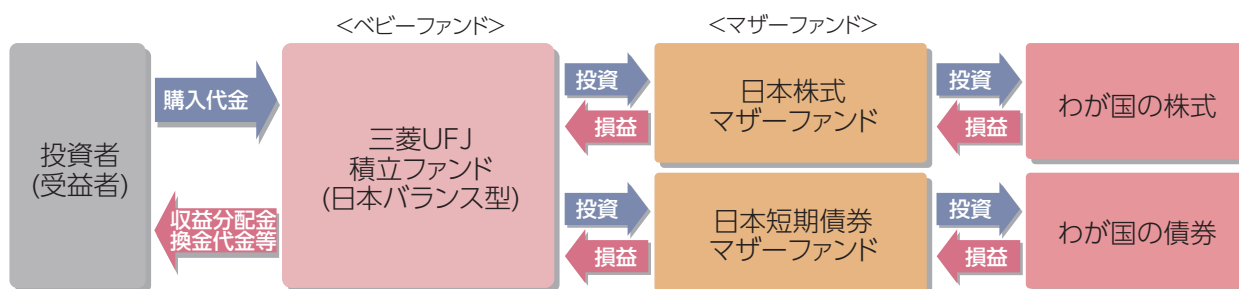 <ベビーファンド>
<マザーファンド>
投資者
(受益者)
購入代金
収益分配金
換金代金等
三菱UFJ
積立ファンド
(日本バランス型)
投資
損益
日本株式
マザーファンド
投資
損益
わが国の株式
投資
損益
日本短期債券
マザーファンド
投資
損益
わが国の債券